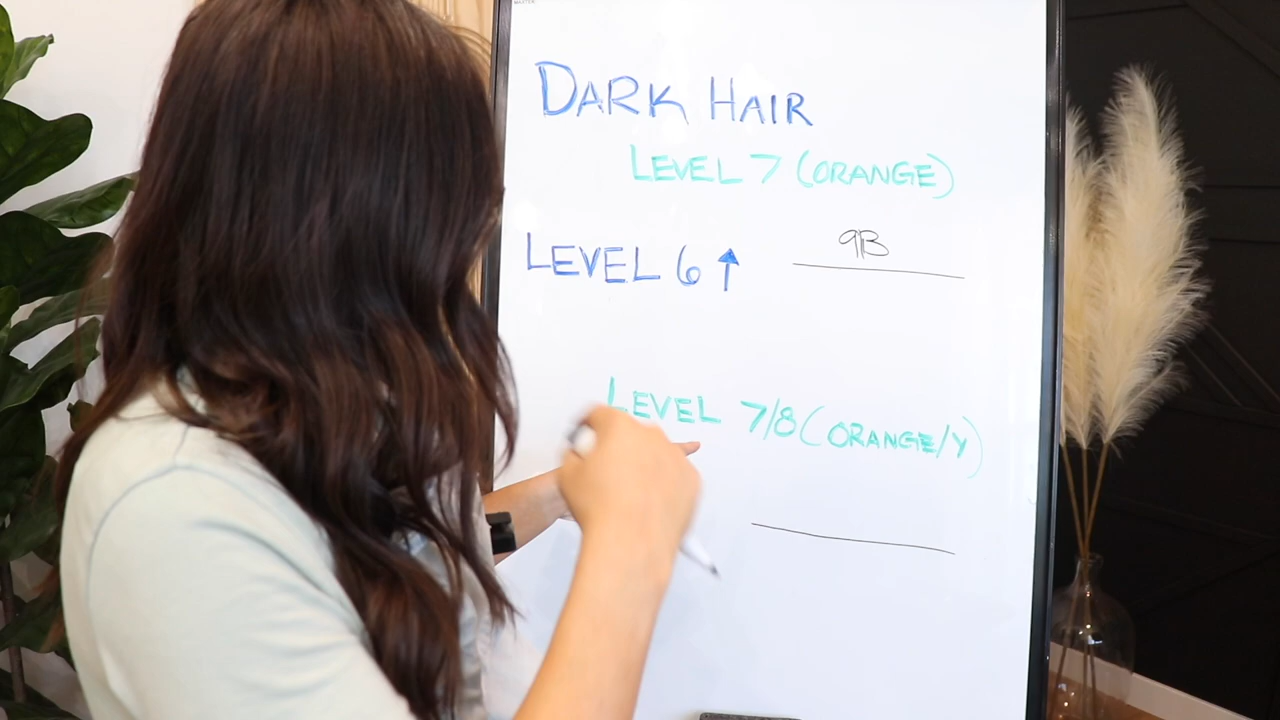 DARK HAIR
LEVEL 7 (ORANGE)
LEVEL 6 ↑
9B
LEVEL 7/8 (ORANGE/Y)